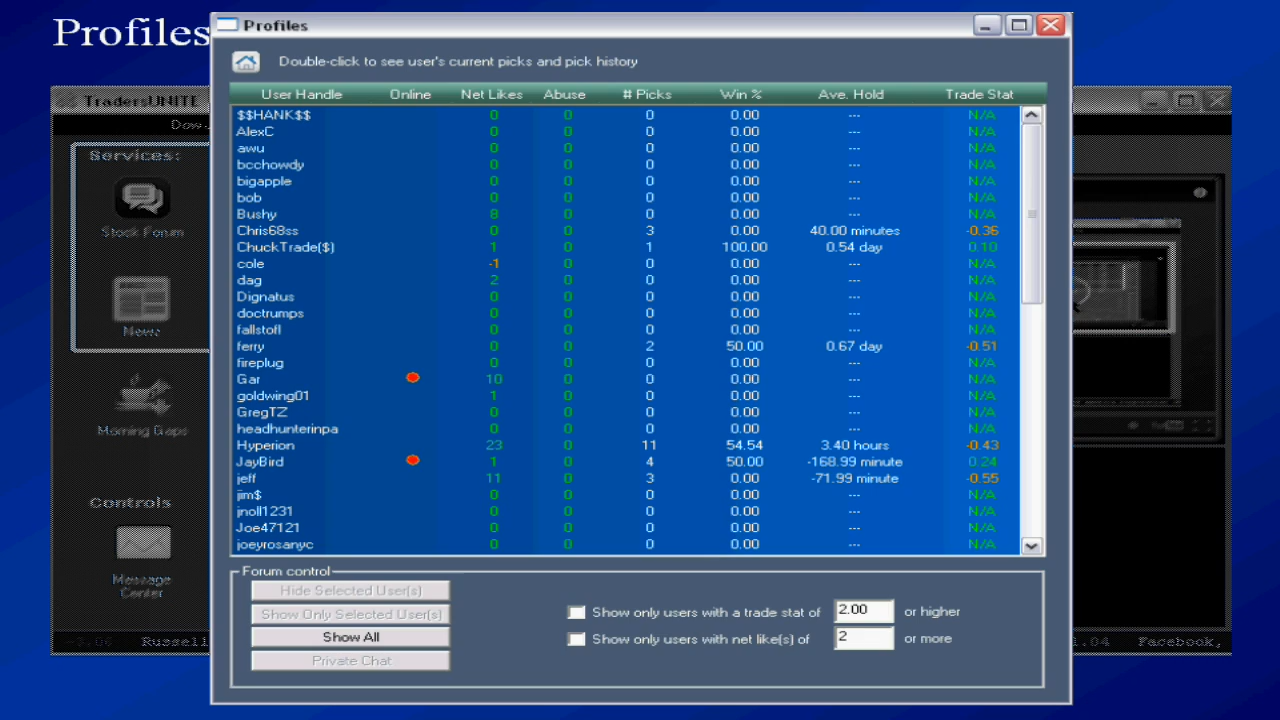 Profiles
Profiles
Double-click to see user's current picks and pick history
User Handle Online Net Likes Abuse # Picks Win % Ave. Hold Trade Stat
$$HANK$$ 0 0 0 0.00 --- N/A
AlexC 0 0 0 0.00 --- N/A
awu 0 0 0 0.00 --- N/A
bcchowdy 0 0 0 0.00 --- N/A
bigapple 0 0 0 0.00 --- N/A
bob 0 0 0 0.00 --- N/A
Bushy 8 0 0 0.00 --- N/A
Chris68ss 0 0 3 0.00 40.00 minutes -0.36
ChuckTrade($) 1 0 1 100.00 0.54 day 0.10
cole -1 0 0 0.00 --- N/A
dag 2 0 0 0.00 --- N/A
Dignatus 0 0 0 0.00 --- N/A
doctrumps 0 0 0 0.00 --- N/A
fallstoff 0 0 0 0.00 --- N/A
ferry 0 0 2 50.00 0.67 day -0.51
fireplug 0 0 0 0.00 --- N/A
Gar 10 0 0 0.00 --- N/A
goldwing01 1 0 0 0.00 --- N/A
GregTZ 0 0 0 0.00 --- N/A
headhunterinpa 0 0 0 0.00 --- N/A
Hyperion 23 0 11 54.54 3.40 hours -0.43
JayBird 1 0 4 50.00 -168.99 minute 0.24
jeff 11 0 3 0.00 -71.99 minute -0.55
jim$ 0 0 0 0.00 --- N/A
jnoll1231 0 0 0 0.00 --- N/A
Joe47121 0 0 0 0.00 --- N/A
joeyrosanyc 0 0 0 0.00 --- N/A
Forum control
Hide Selected User(s)
Show Only Selected User(s)
Show All
Private Chat
Show only users with a trade stat of 2.00 or higher
Show only users with net like(s) of 2 or more
Trader:UNITE
Services:
Stock Forum
News
Morning Gaps
Controls
Message
Center
Russell
1.04 Facebook,